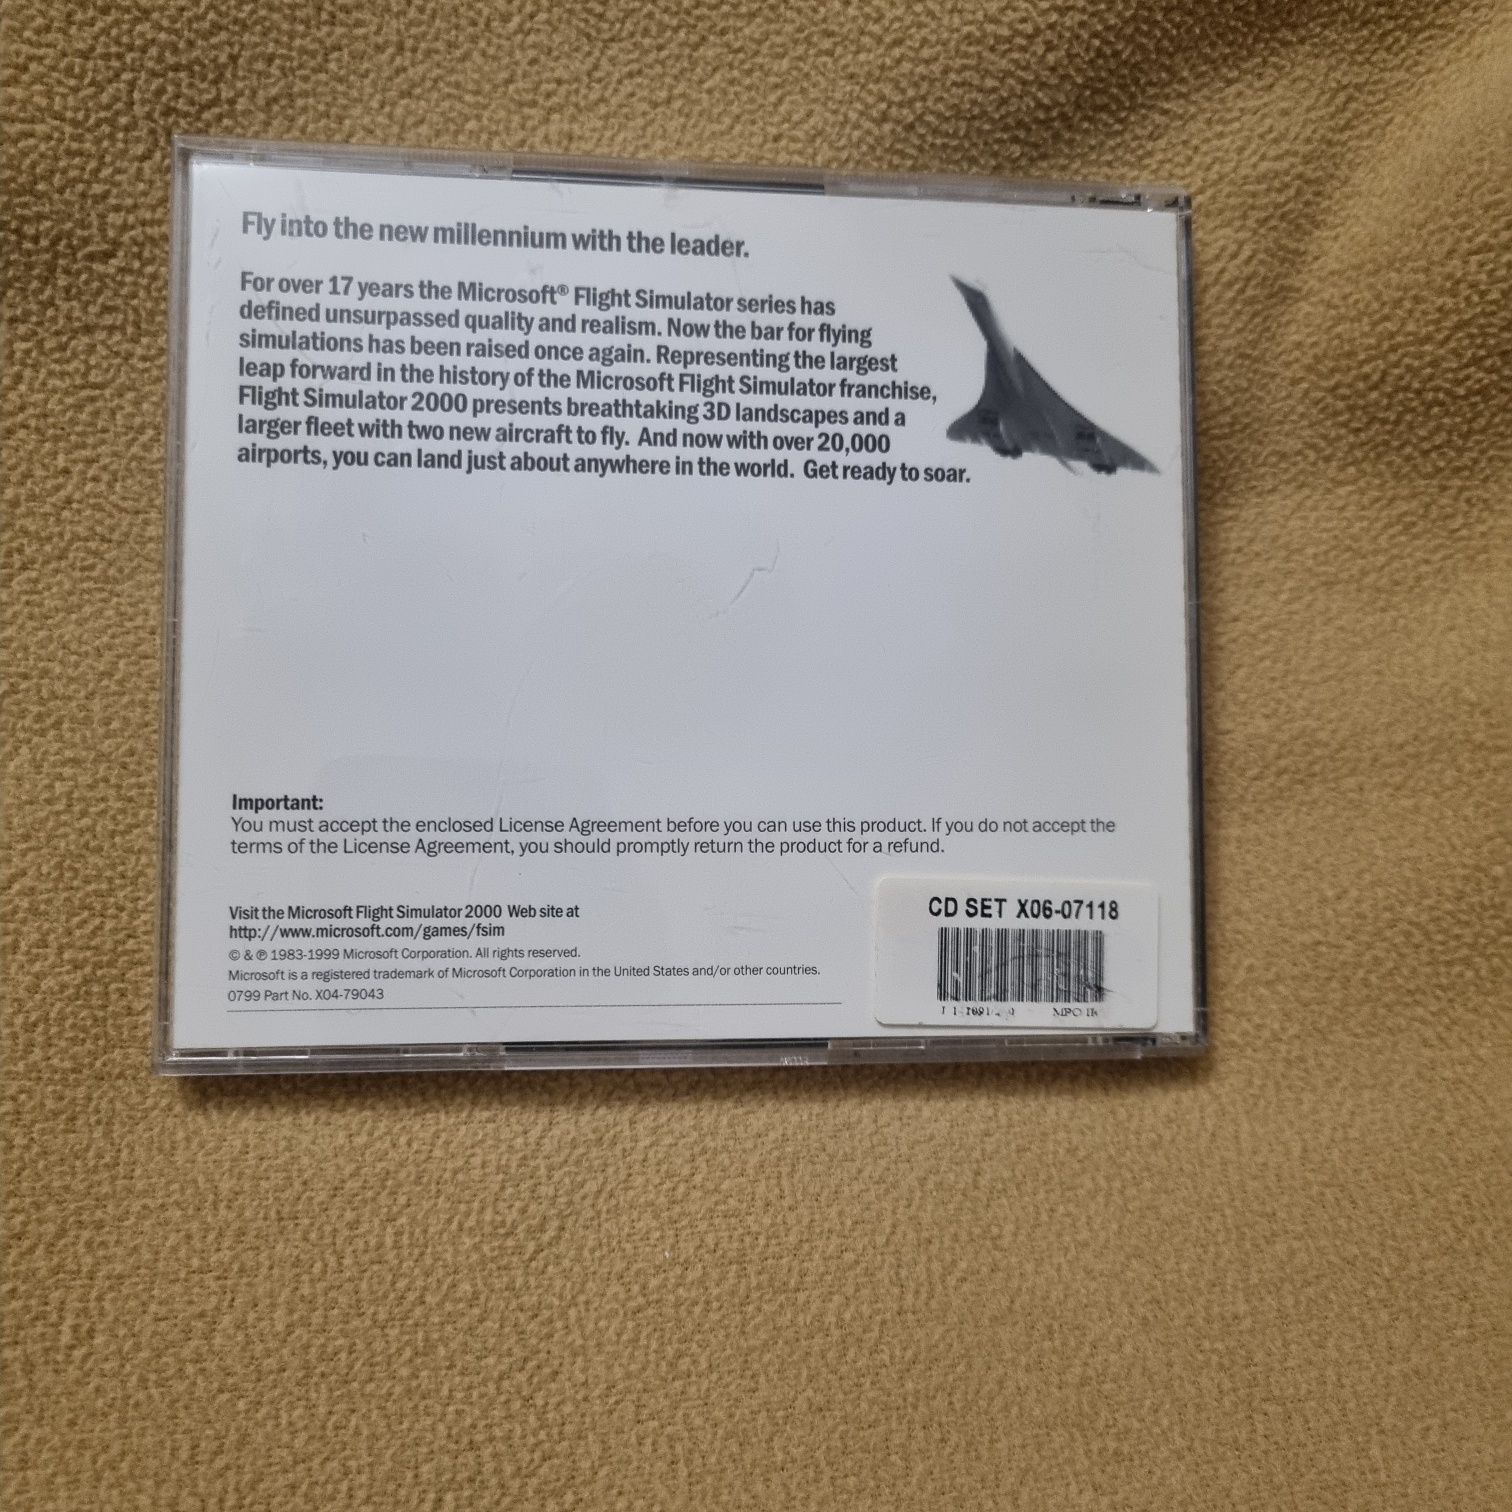 Fly into the new millennium with the leader.
For over 17 years the Microsoft® Flight Simulator series has
defined unsurpassed quality and realism. Now the bar for flying
simulations has been raised once again. Representing the largest
leap forward in the history of the Microsoft Flight Simulator franchise,
Flight Simulator 2000 presents breathtaking 3D landscapes and a
larger fleet with two new aircraft to fly. And now with over 20,000
airports, you can land just about anywhere in the world. Get ready to soar.
Important:
You must accept the enclosed License Agreement before you can use this product. If you do not accept the
terms of the License Agreement, you should promptly return the product for a refund.
Visit the Microsoft Flight Simulator 2000 Web site at
http://www.microsoft.com/games/fsim
© & ℗ 1983-1999 Microsoft Corporation. All rights reserved.
Microsoft is a registered trademark of Microsoft Corporation in the United States and/or other countries.
0799 Part No. X04-79043
CD SET X06-07118
MPO